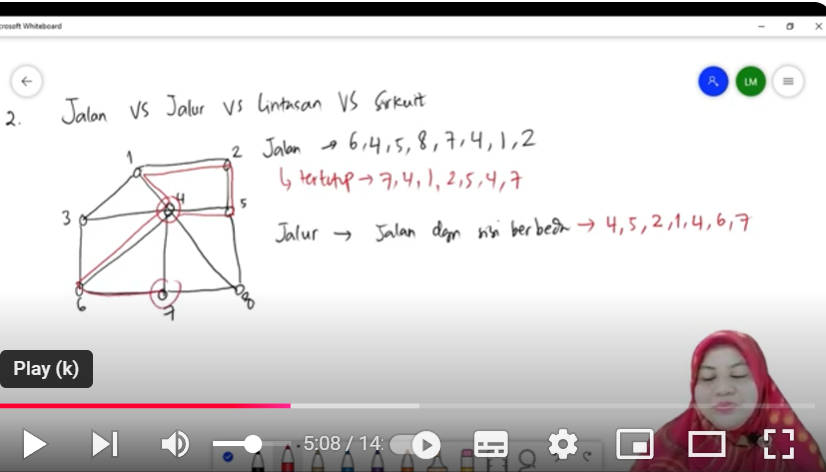 crosoft Whiteboard
LM
2. Jalan VS Jalur VS Lintasan VS Sirkuit
Jalan → 6,4,5,8,7,4,1,2
↳ tertutup → 7,4,1,2,5,4,7
Jalur → Jalan dgn sisi berbeda → 4,5,2,1,4,6,7
1
2
3
4
5
6
7
8
Play (k)
5:08 / 14: